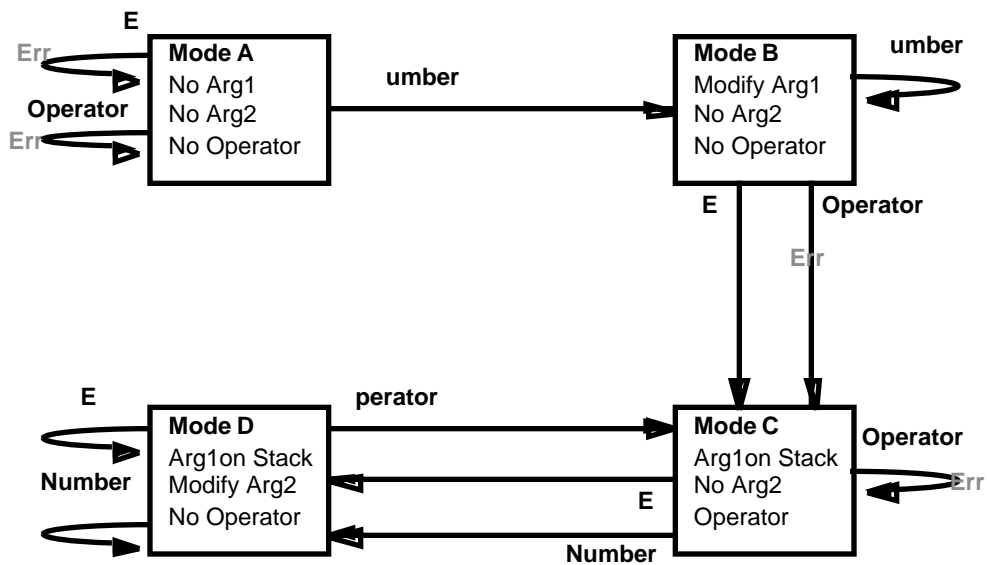 E
Err
Operator
Err
Mode A
No Arg1
No Arg2
No Operator
umber
Mode B
Modify Arg1
No Arg2
No Operator
umber
E
Operator
Err
E
Number
Mode D
Arg1on Stack
Modify Arg2
No Operator
perator
E
Number
Mode C
Arg1on Stack
No Arg2
Operator
Operator
Err